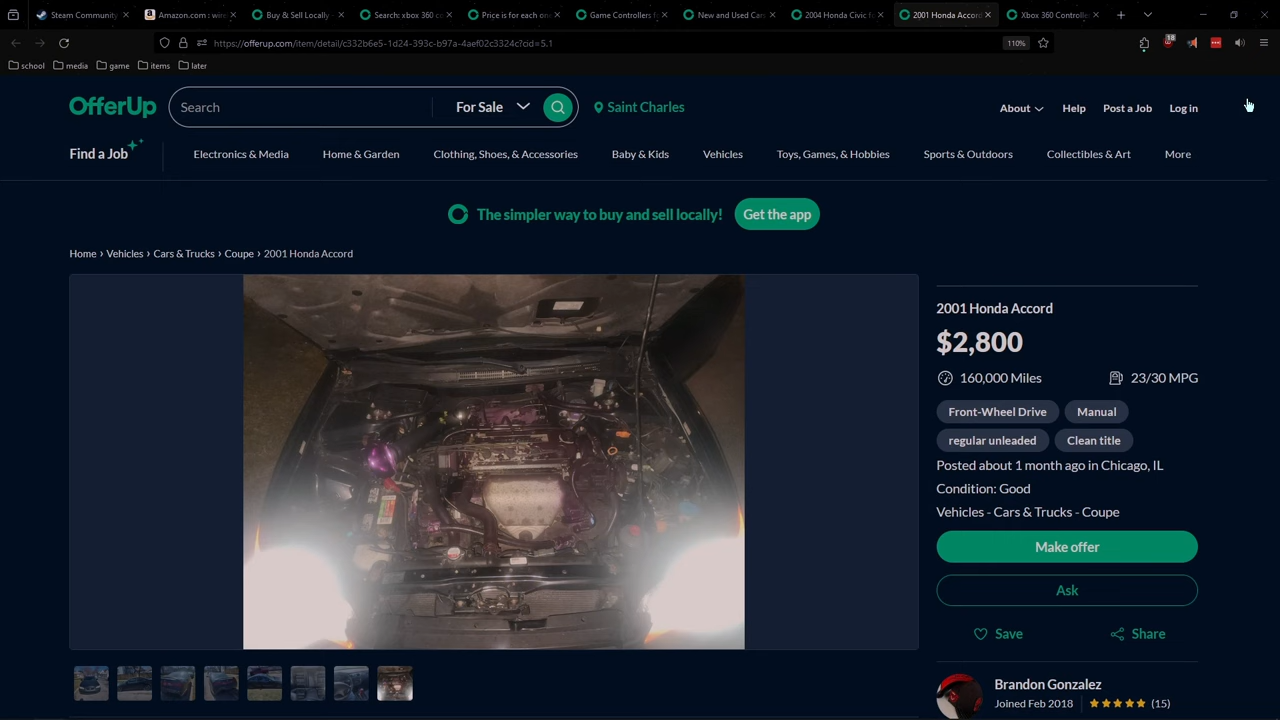 Steam Community
Amazon.com : wire
Buy & Sell Locally -
Search: xbox 360 co
Price is for each on
Game Controllers f
New and Used Car
2004 Honda Civic fo
2001 Honda Accord
Xbox 360 Controlle
https://offerup.com/item/detail/c332b6e5-1d24-393c-b97a-4aef02c3324c?cid=5.1
110%
18
school
media
game
items
later
OfferUp
Search
For Sale
Saint Charles
About
Help
Post a Job
Log in
Find a Job
Electronics & Media
Home & Garden
Clothing, Shoes, & Accessories
Baby & Kids
Vehicles
Toys, Games, & Hobbies
Sports & Outdoors
Collectibles & Art
More
The simpler way to buy and sell locally!
Get the app
Home › Vehicles › Cars & Trucks › Coupe › 2001 Honda Accord
2001 Honda Accord
$2,800
160,000 Miles
23/30 MPG
Front-Wheel Drive
Manual
regular unleaded
Clean title
Posted about 1 month ago in Chicago, IL
Condition: Good
Vehicles - Cars & Trucks - Coupe
Make offer
Ask
Save
Share
Brandon Gonzalez
Joined Feb 2018
(15)